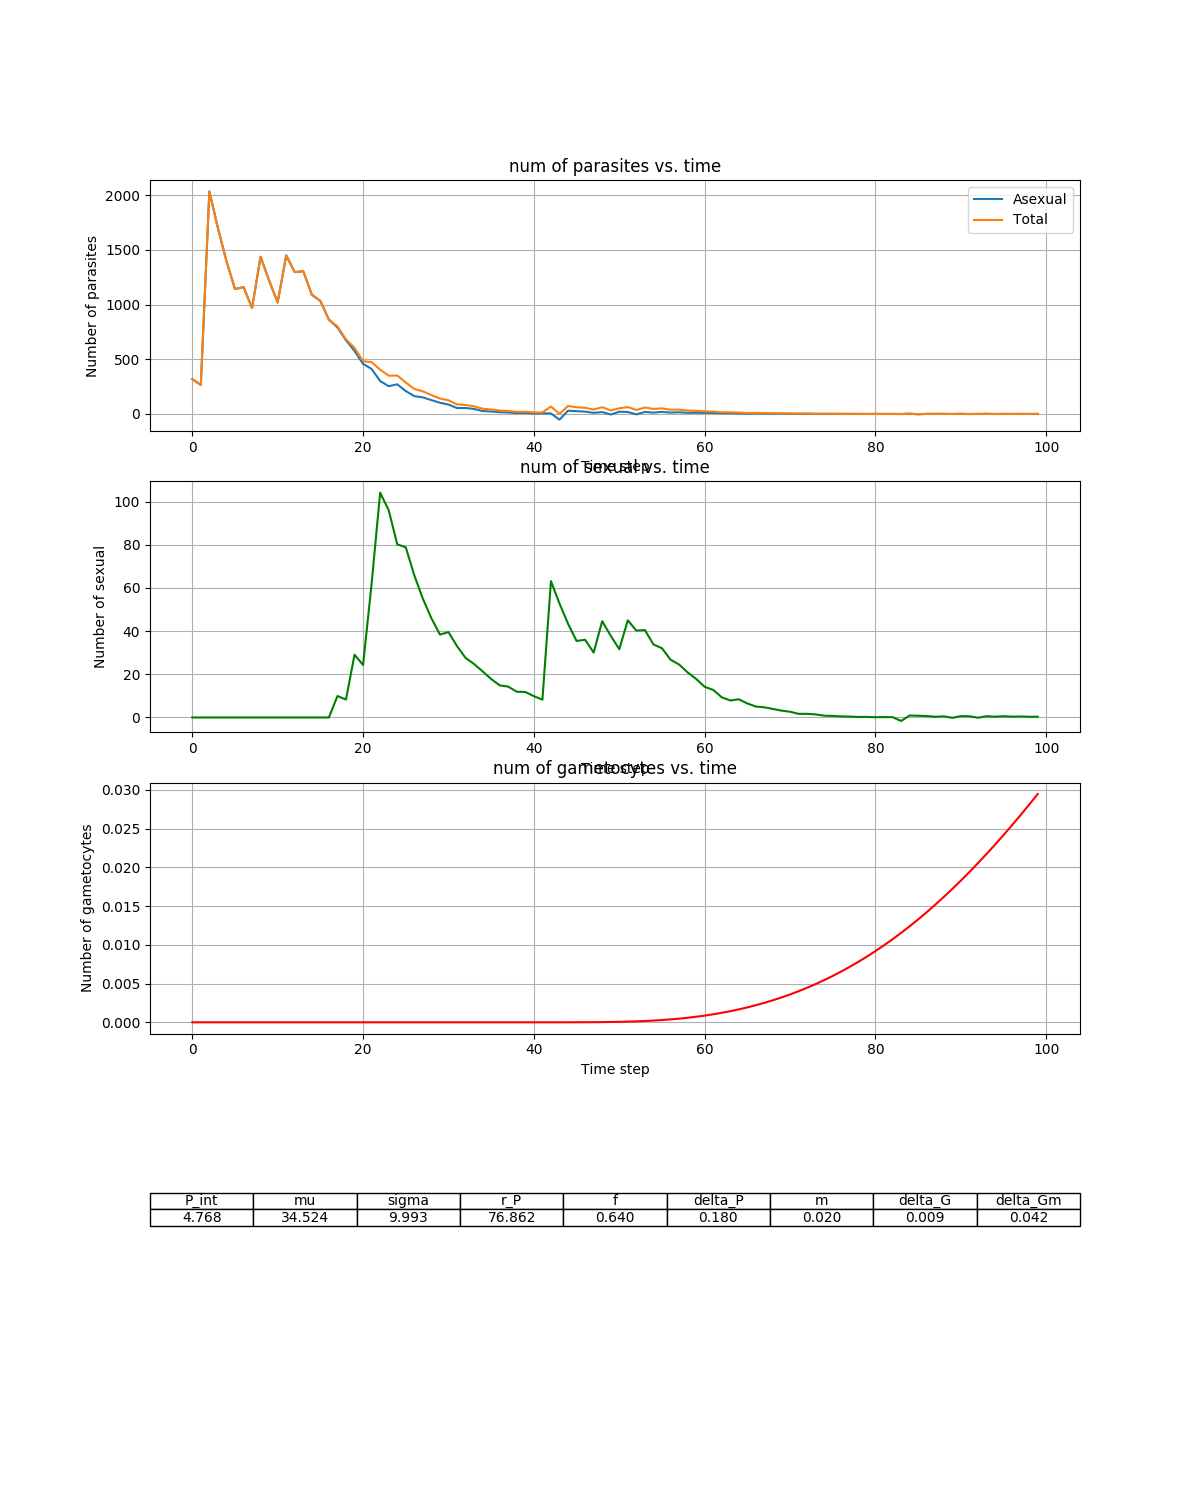 num of parasites vs. time
Number of parasites
2000
1500
1000
500
0
Asexual
Total
0 20 40 60 80 100
Time step
num of sexual vs. time
Number of sexual
100
80
60
40
20
0
0 20 40 60 80 100
Time step
num of gametocytes vs. time
Number of gametocytes
0.030
0.025
0.020
0.015
0.010
0.005
0.000
0 20 40 60 80 100
Time step
P_int mu sigma r_P f delta_P m delta_G delta_Gm
4.768 34.524 9.993 76.862 0.640 0.180 0.020 0.009 0.042